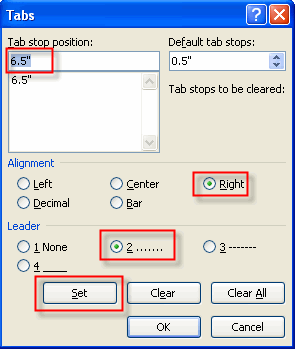 Tabs
Tab stop position: Default tab stops:
6.5" 0.5"
6.5" Tab stops to be cleared:
Alignment
Left Center Right
Decimal Bar
Leader
1 None 2 ....... 3 -------
4 ____
Set Clear Clear All
OK Cancel